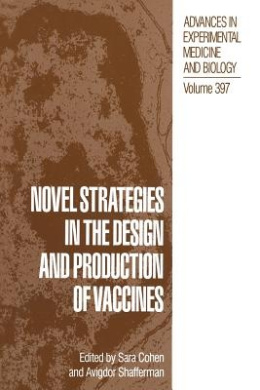 ADVANCES IN
EXPERIMENTAL
MEDICINE
AND BIOLOGY
Volume 397
NOVEL STRATEGIES
IN THE DESIGN
AND PRODUCTION
OF VACCINES
Edited by Sara Cohen
and Avigdor Shafferman